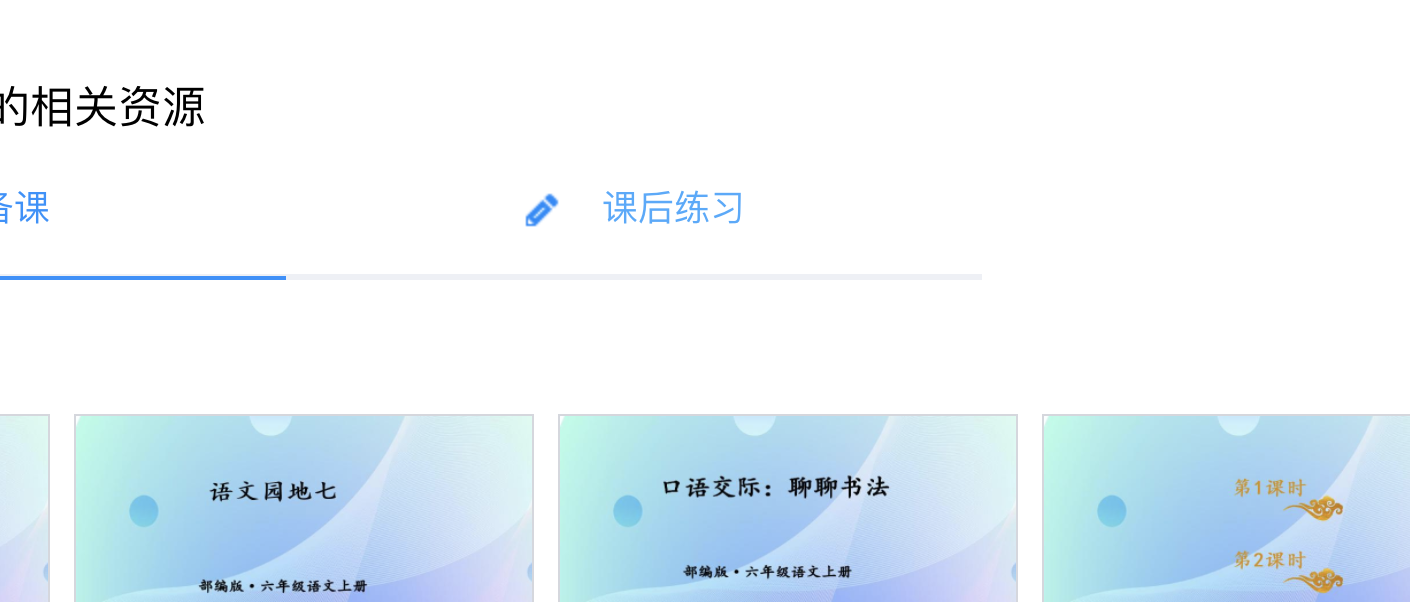 的相关资源
备课
课后练习
语文园地七
部编版·六年级语文上册
口语交际：聊聊书法
部编版·六年级语文上册
第1课时
第2课时